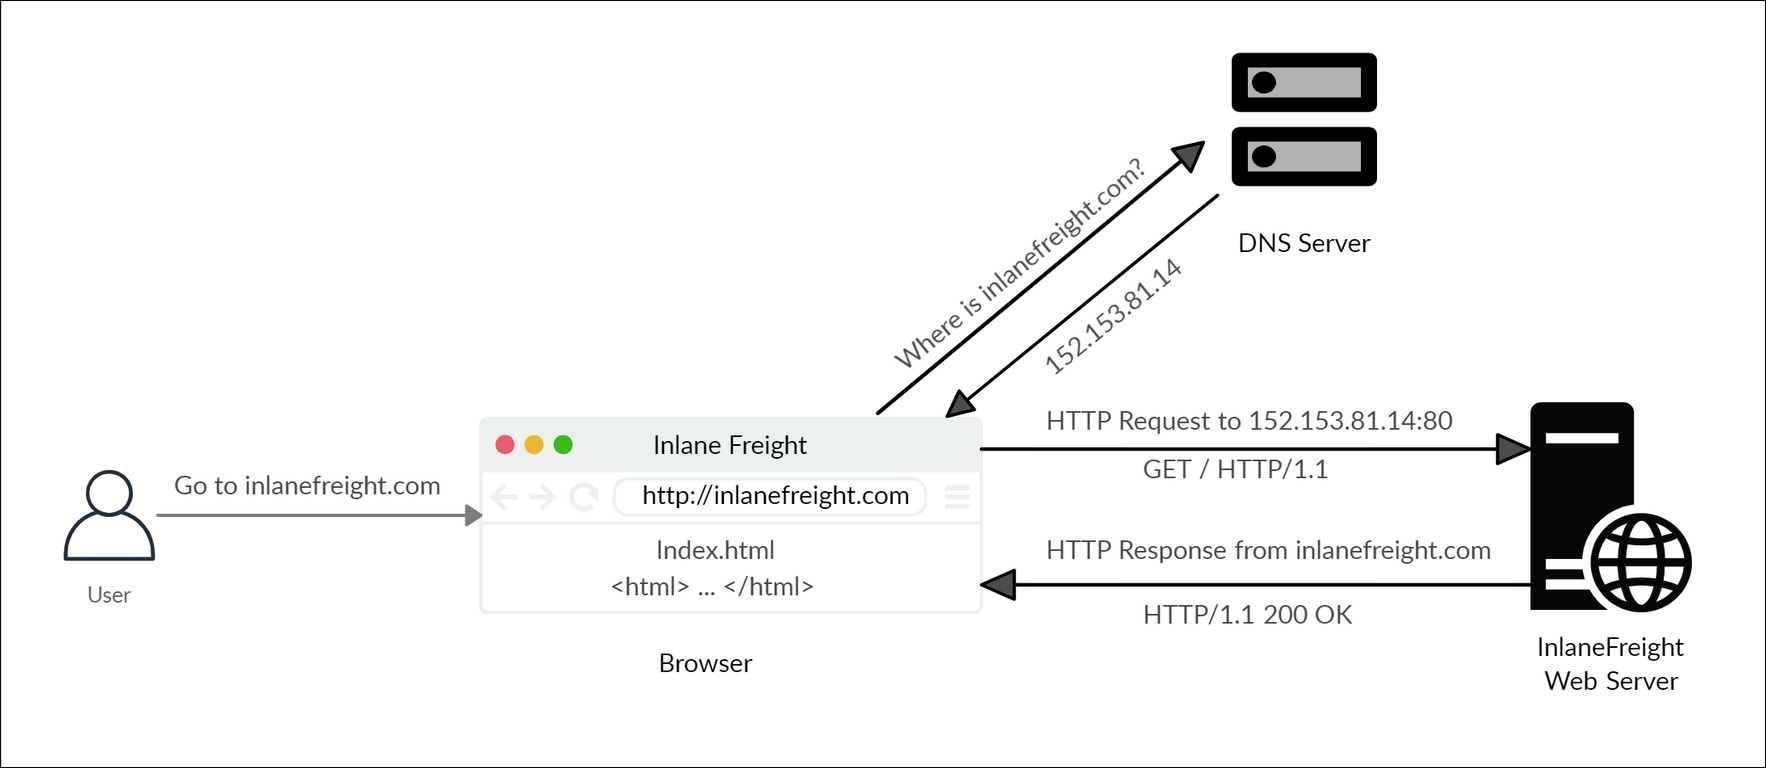 DNS Server
Where is inlanefreight.com?
152.153.81.14
Go to inlanefreight.com
User
Inlane Freight
http://inlanefreight.com
Index.html
<html> ... </html>
Browser
HTTP Request to 152.153.81.14:80
GET / HTTP/1.1
HTTP Response from inlanefreight.com
HTTP/1.1 200 OK
InlaneFreight
Web Server